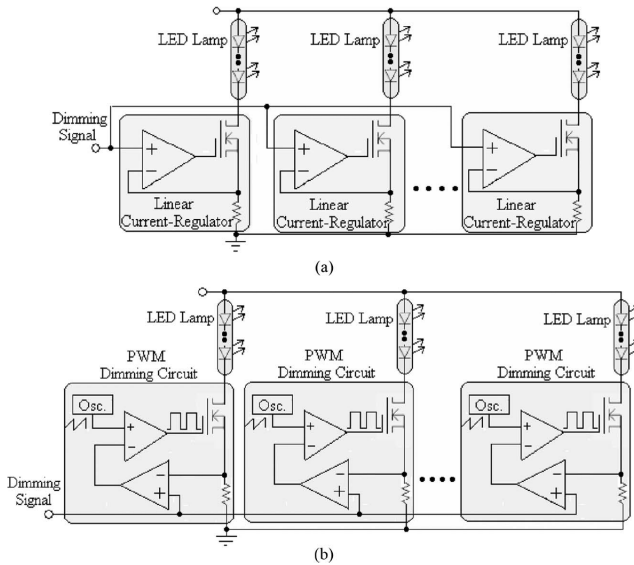 LED Lamp LED Lamp LED Lamp
Dimming
Signal
+ + +
− − −
Linear
Current-Regulator
Linear
Current-Regulator
Linear
Current-Regulator
(a)
LED Lamp LED Lamp LED Lamp
PWM
Dimming Circuit
PWM
Dimming Circuit
PWM
Dimming Circuit
Osc. Osc. Osc.
+ + +
− − −
− − −
+ + +
Dimming
Signal
(b)